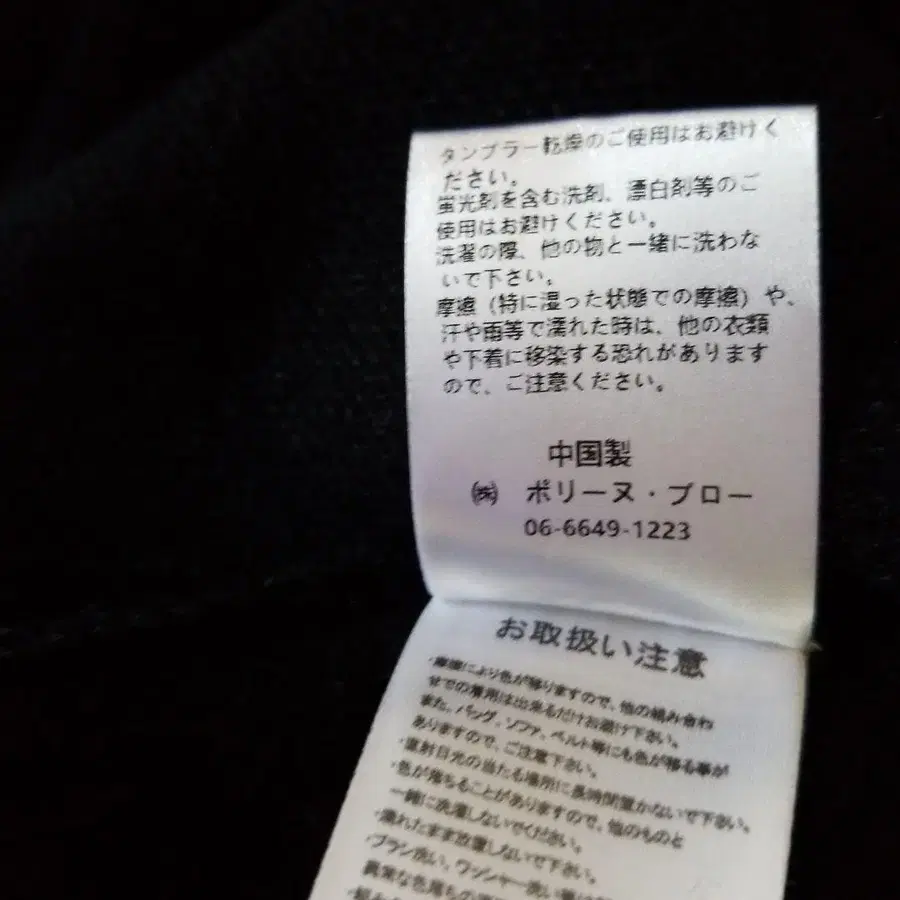 タンブラー乾燥のご使用はお避けく
ださい。
蛍光剤を含む洗剤、漂白剤等のご
使用はお避けください。
洗濯の際、他の物と一緒に洗わな
いで下さい。
摩擦（特に湿った状態での摩擦）や、
汗や雨等で濡れた時は、他の衣類
や下着に移染する恐れがあります
ので、ご注意ください。
中国製
㈱ ポリーヌ・ブロー
06-6649-1223
お取扱い注意
・摩擦により色が移りますので、他の組み合わ
せでの着用は出来るだけお避け下さい。
また、バッグ、ソファ、ベルト等にも色が移る事が
ありますので、ご注意下さい。
・直射日光の当たる場所に長時間置かないで下さい。
・色が落ちることがありますので、他のものと
一緒に洗濯しないでください。
・濡れたまま放置しないで下さい。
・ブラシ洗い、ワッシャー洗い等は
異常な色落ちの